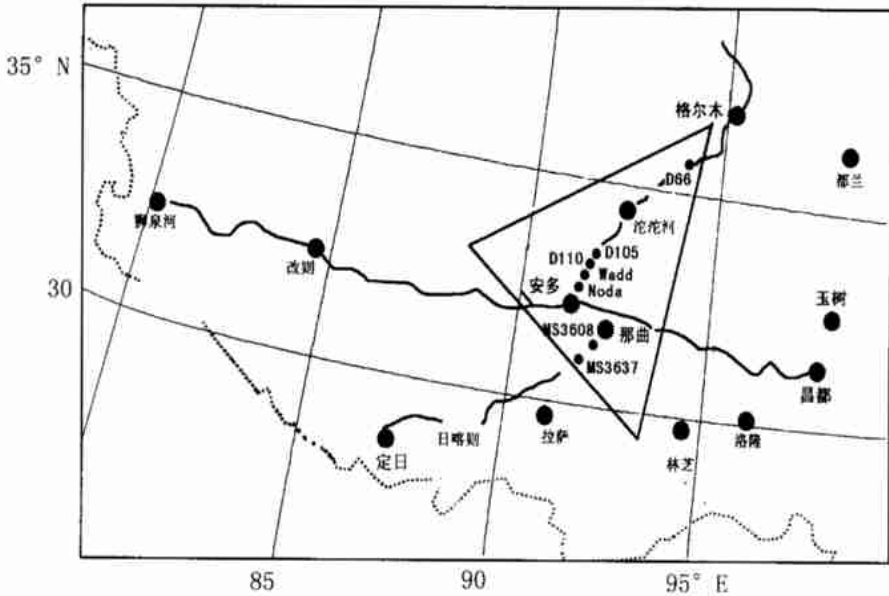 35° N
格尔木
都兰
D66
狮泉河
沱沱河
改则
D110
D105
Wadd
安多
Noda
30
玉树
MS3608
那曲
MS3637
昌都
日喀则
拉萨
洛隆
定日
林芝
85
90
95° E